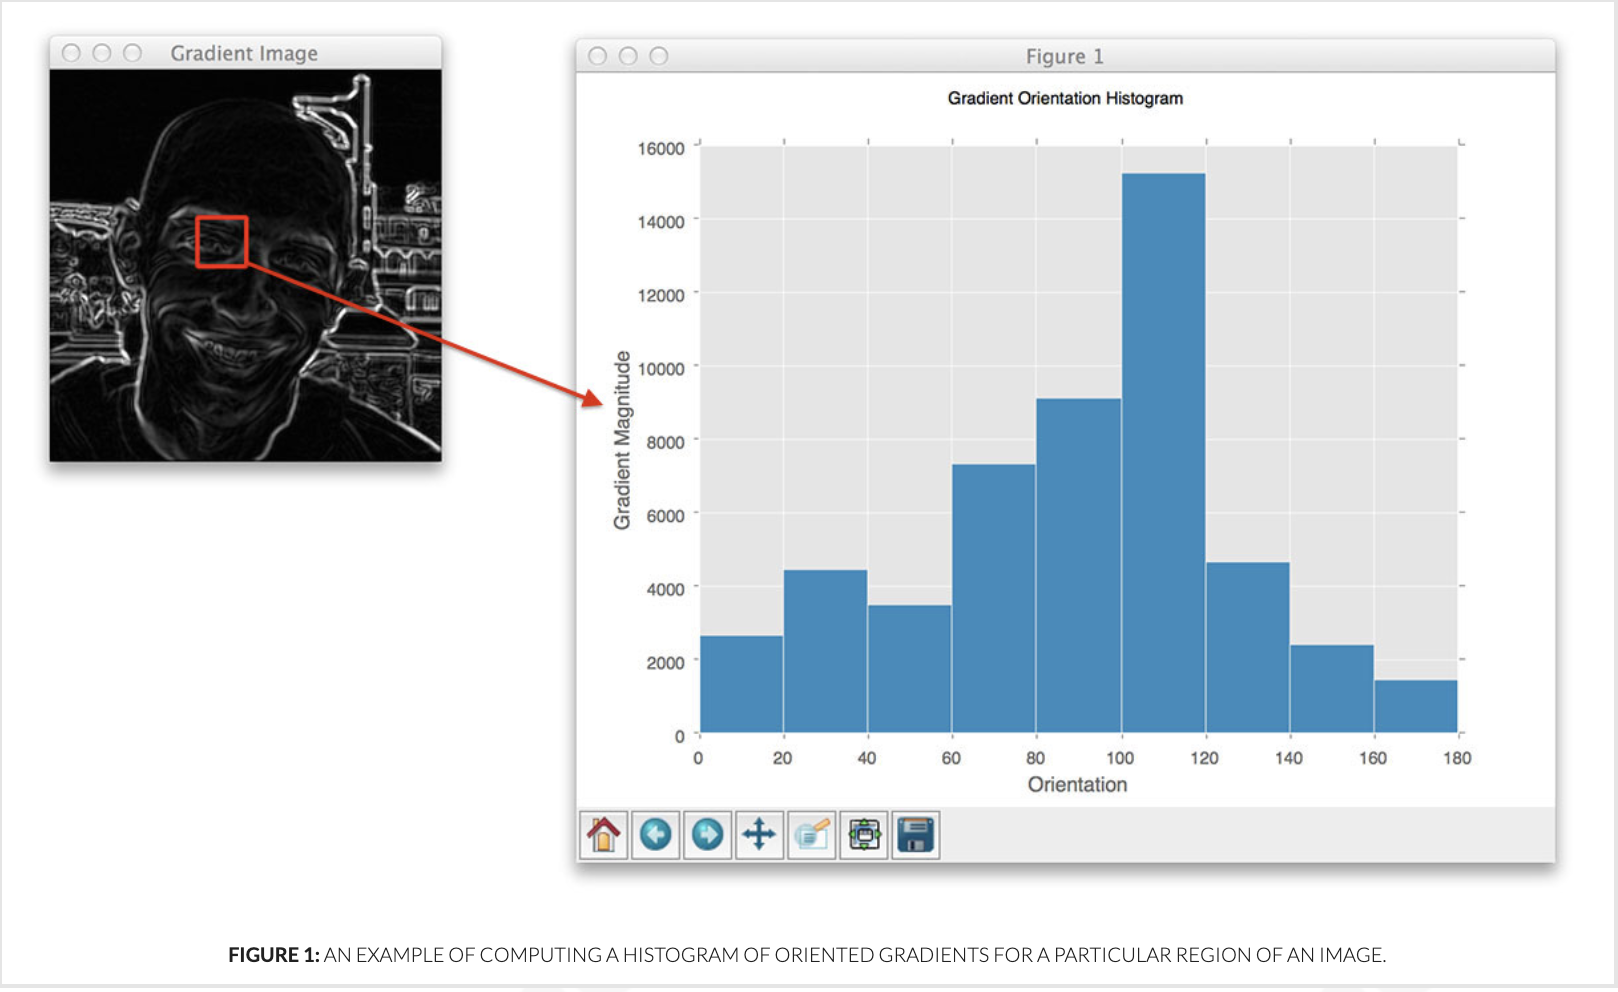 Gradient Image
Figure 1
Gradient Orientation Histogram
16000
14000
12000
10000
8000
6000
4000
2000
0
Gradient Magnitude
0 20 40 60 80 100 120 140 160 180
Orientation
FIGURE 1: AN EXAMPLE OF COMPUTING A HISTOGRAM OF ORIENTED GRADIENTS FOR A PARTICULAR REGION OF AN IMAGE.